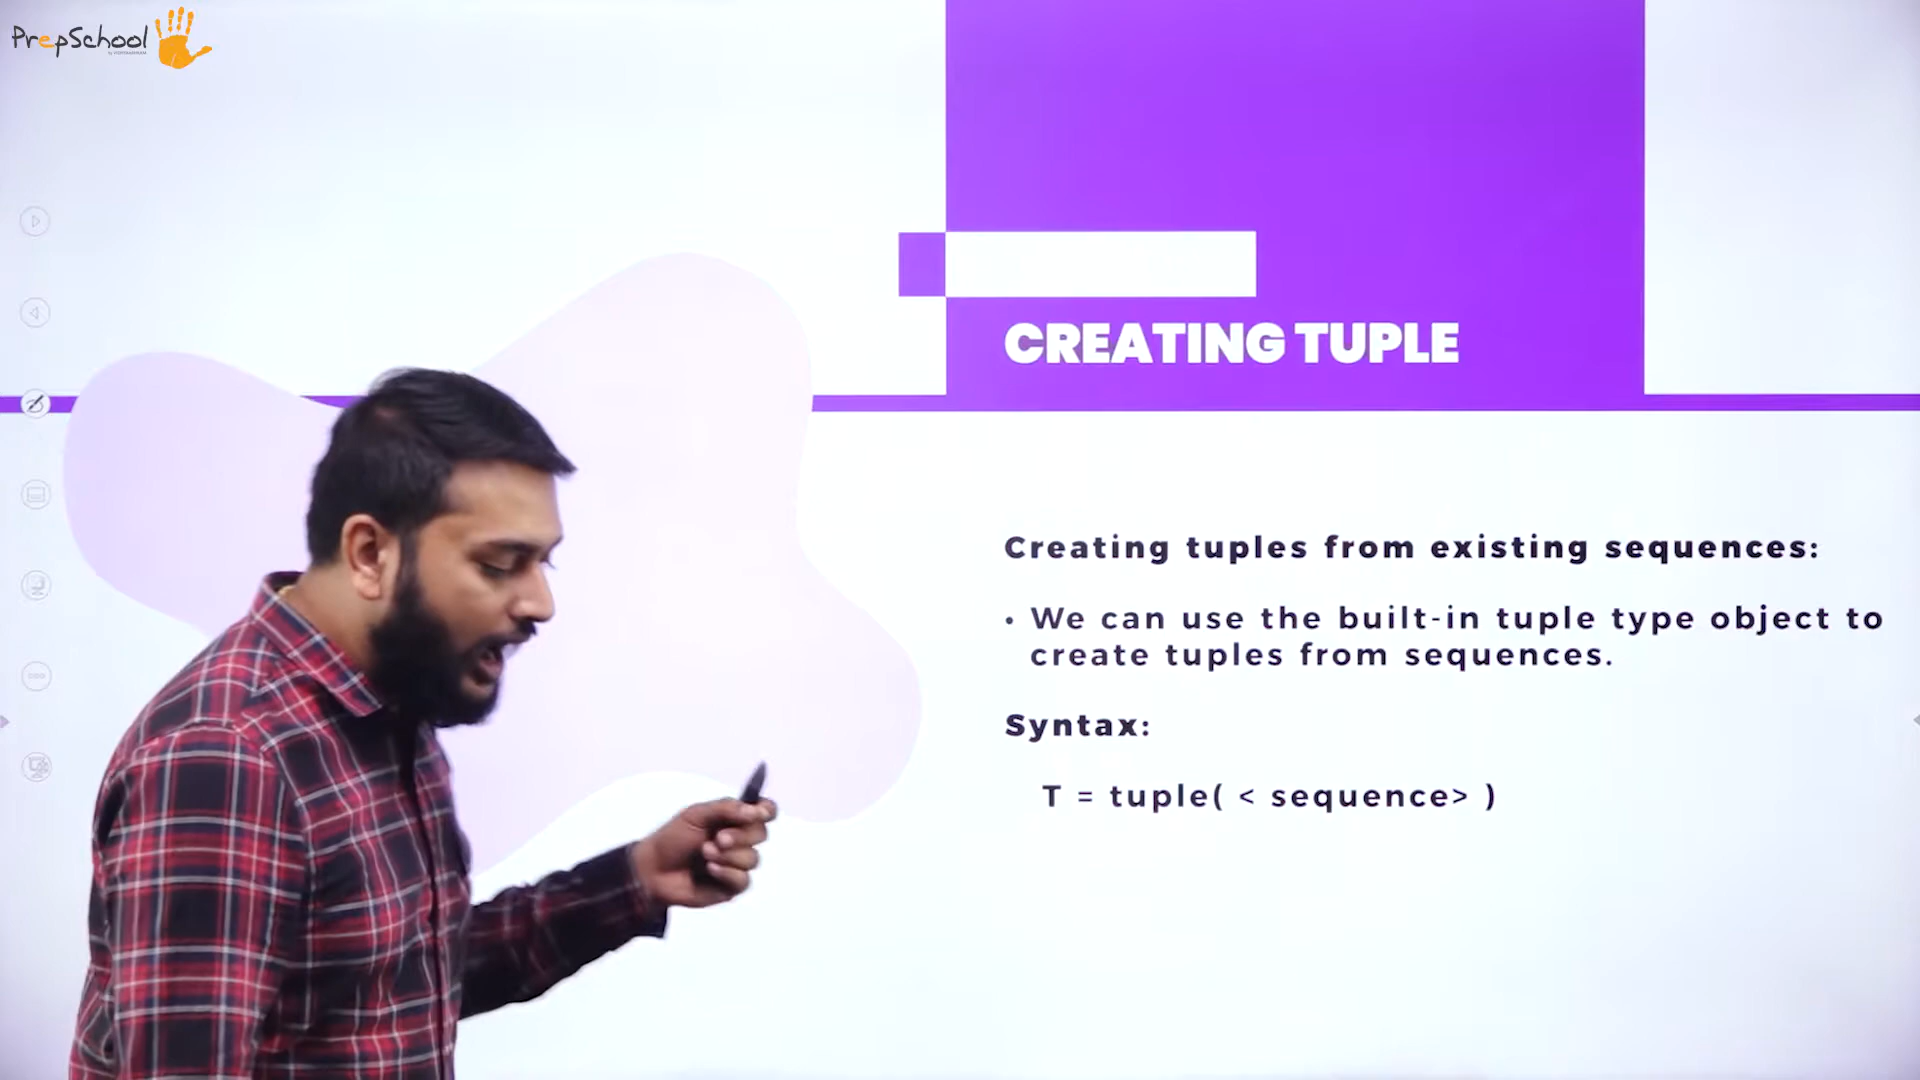 PrepSchool
CREATING TUPLE
Creating tuples from existing sequences:
• We can use the built-in tuple type object to
create tuples from sequences.
Syntax:
T = tuple( < sequence> )